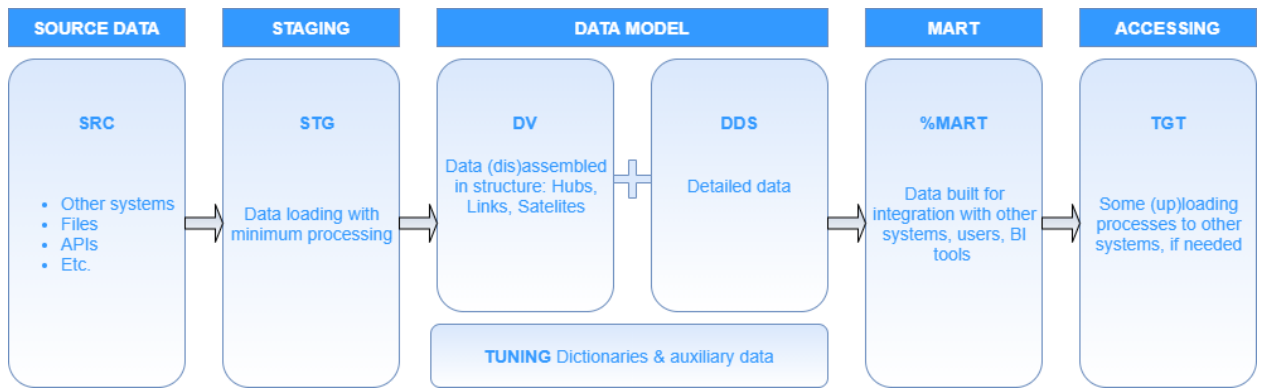 SOURCE DATA
STAGING
DATA MODEL
MART
ACCESSING
SRC
• Other systems
• Files
• APIs
• Etc.
STG
Data loading with
minimum processing
DV
Data (dis)assembled
in structure: Hubs,
Links, Satelites
DDS
Detailed data
TUNING Dictionaries & auxiliary data
%MART
Data built for
integration with other
systems, users, BI
tools
TGT
Some (up)loading
processes to other
systems, if needed